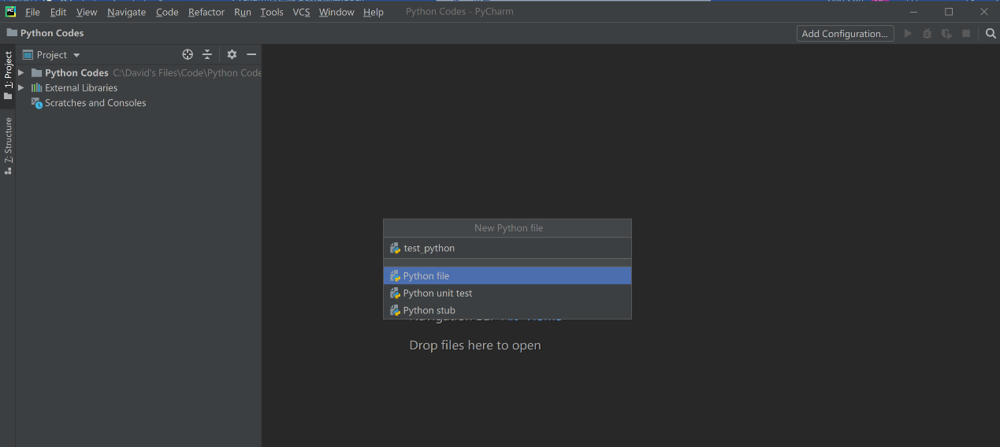 File Edit View Navigate Code Refactor Run Tools VCS Window Help Python Codes - PyCharm
Python Codes Add Configuration...
1: Project
7: Structure
Project
Python Codes C:\David's Files\Code\Python Code
External Libraries
Scratches and Consoles
New Python file
test_python
Python file
Python unit test
Python stub
Drop files here to open